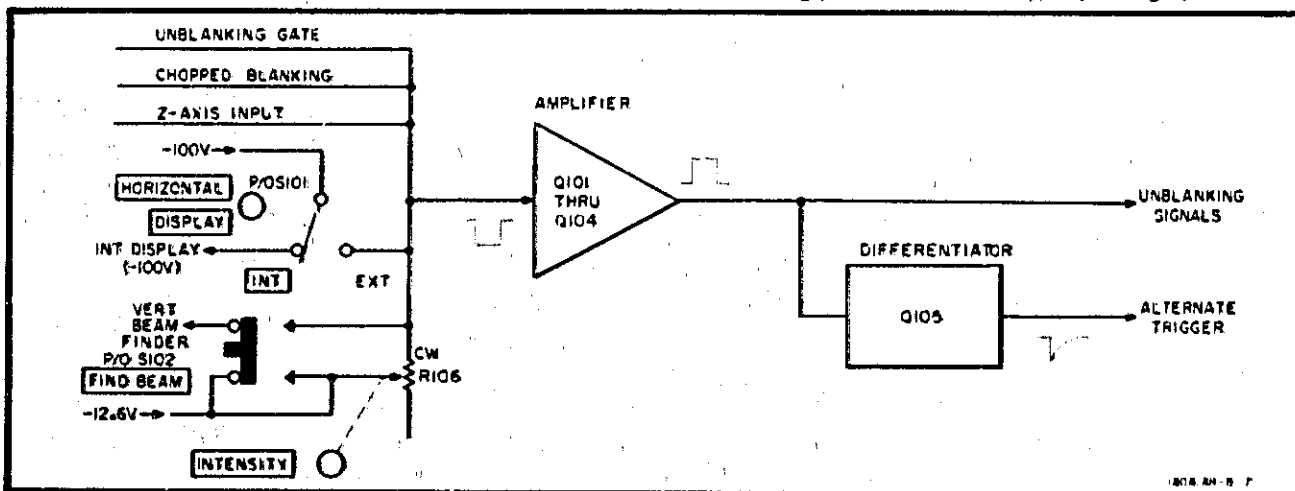 UNBLANKING GATE
CHOPPED BLANKING
Z-AXIS INPUT
-100V
HORIZONTAL
P/OS101
DISPLAY
INT DISPLAY
(-100V)
INT
EXT
VERT
BEAM
FINDER
P/O S102
FIND BEAM
-12.6V
CW
R106
INTENSITY
AMPLIFIER
Q101
THRU
Q104
UNBLANKING
SIGNALS
DIFFERENTIATOR
Q105
ALTERNATE
TRIGGER